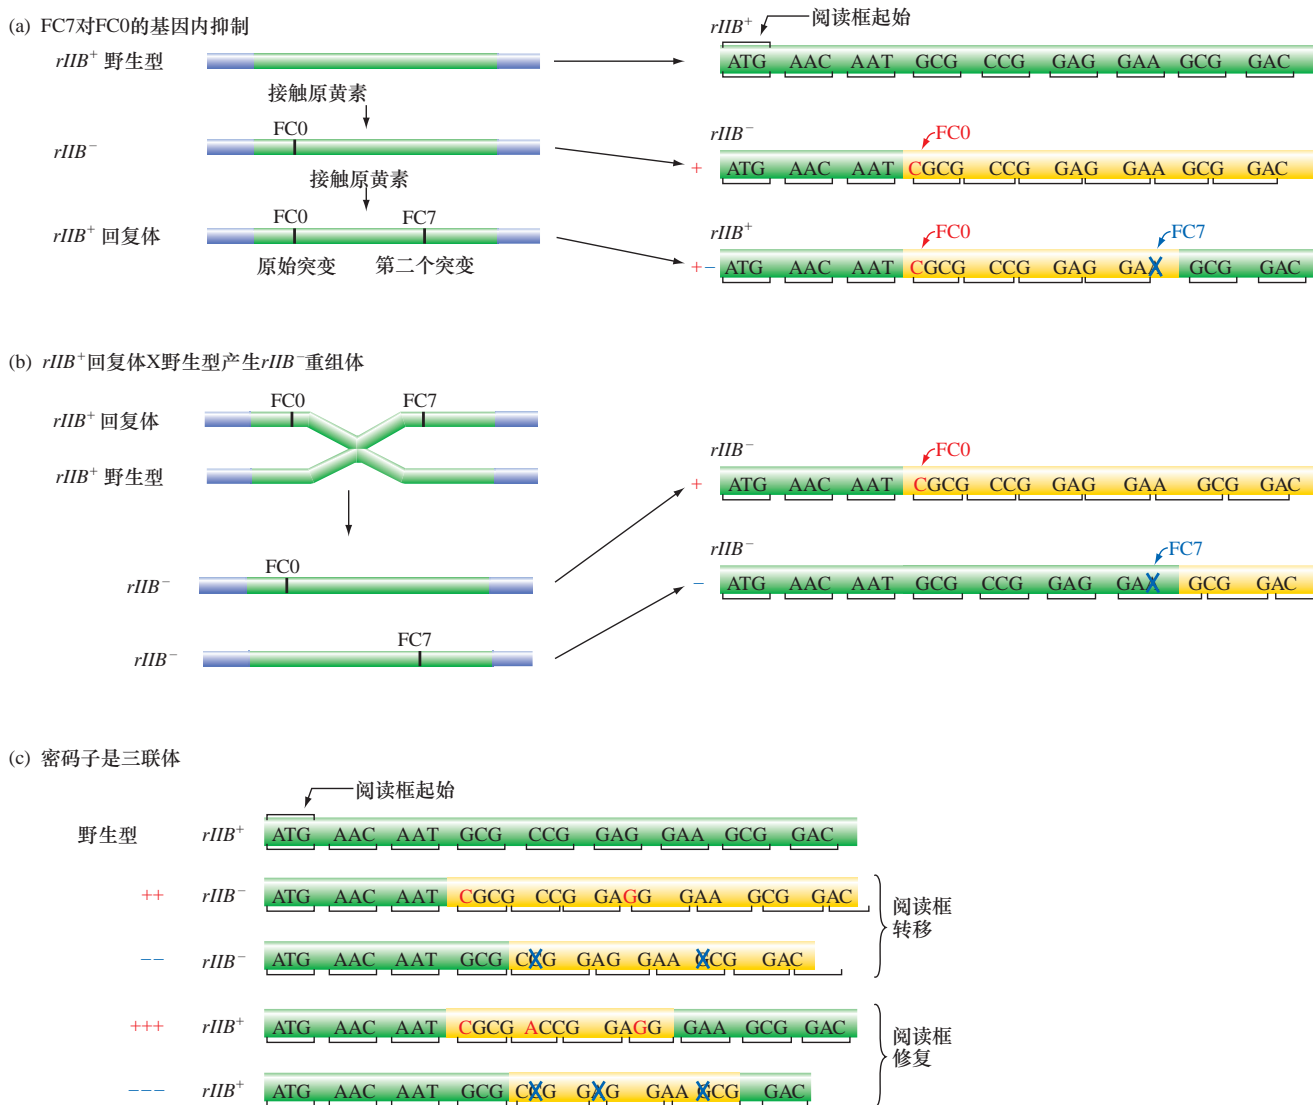 (a) FC7对FC0的基因内抑制
rIIB⁺ 野生型
接触原黄素
FC0
rIIB⁻
接触原黄素
FC0 FC7
rIIB⁺ 回复体
原始突变 第二个突变
rIIB⁺ 阅读框起始
ATG AAC AAT GCG CCG GAG GAA GCG GAC
rIIB⁻ FC0
+ ATG AAC AAT CGCG CCG GAG GAA GCG GAC
rIIB⁺ FC0 FC7
+− ATG AAC AAT CGCG CCG GAG GAX GCG GAC
(b) rIIB⁺回复体X野生型产生rIIB⁻重组体
FC0 FC7
rIIB⁺ 回复体
rIIB⁺ 野生型
FC0
rIIB⁻
FC7
rIIB⁻
rIIB⁻ FC0
+ ATG AAC AAT CGCG CCG GAG GAA GCG GAC
rIIB⁻ FC7
− ATG AAC AAT GCG CCG GAG GAX GCG GAC
(c) 密码子是三联体
阅读框起始
野生型 rIIB⁺ ATG AAC AAT GCG CCG GAG GAA GCG GAC
++ rIIB⁻ ATG AAC AAT CGCG CCG GAGG GAA GCG GAC
−− rIIB⁻ ATG AAC AAT GCG CCG GAG GAA GCG GAC
阅读框
转移
+++ rIIB⁺ ATG AAC AAT CGCG ACCG GAGG GAA GCG GAC
−−− rIIB⁺ ATG AAC AAT GCG CCG GXG GAA GCG GAC
阅读框
修复